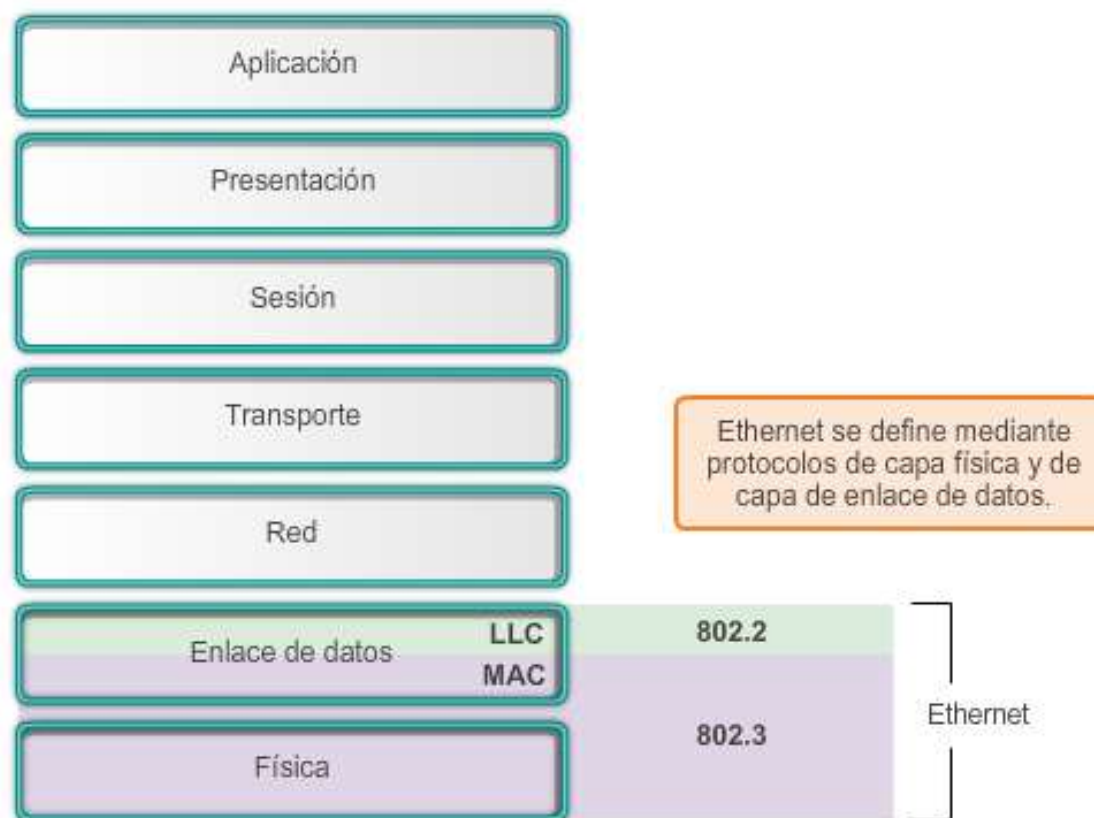 Aplicación
Presentación
Sesión
Transporte
Ethernet se define mediante
protocolos de capa física y de
capa de enlace de datos.
Red
Enlace de datos
LLC
MAC
802.2
802.3
Ethernet
Física